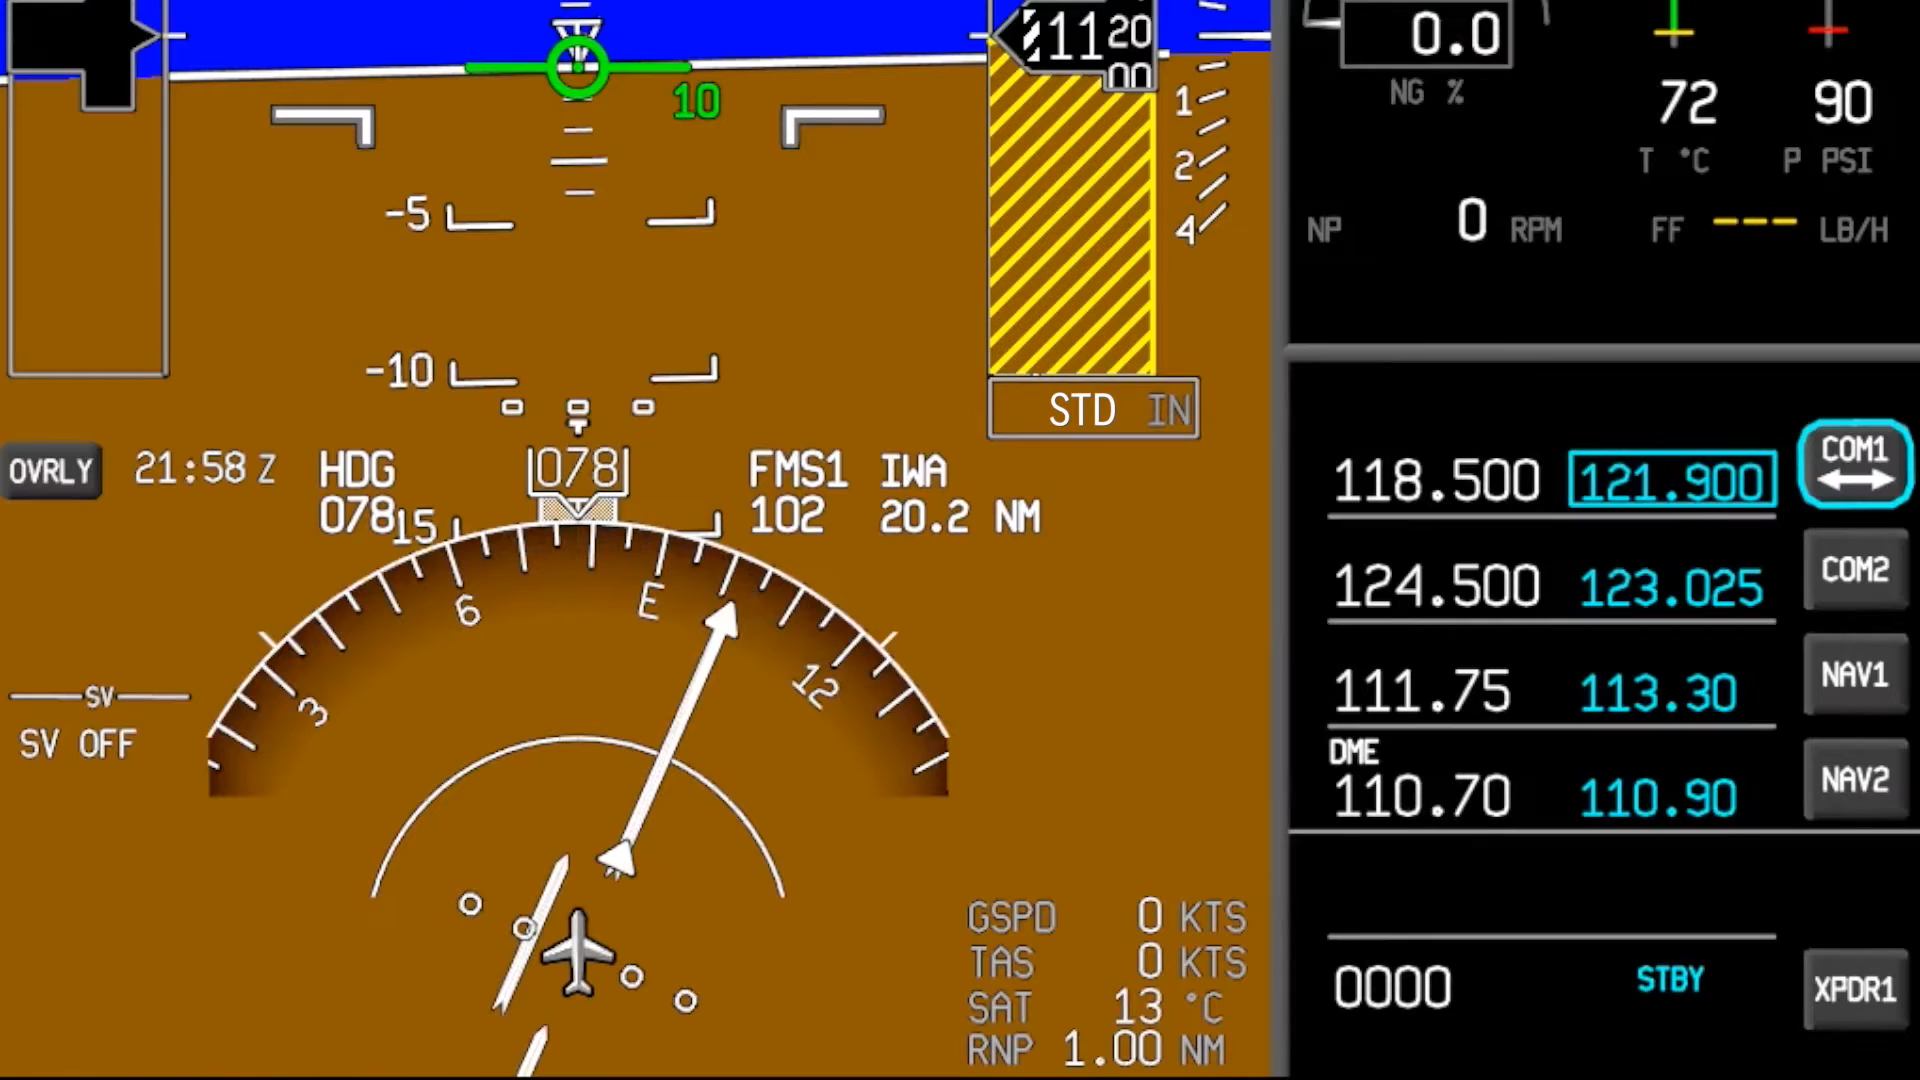 11 20
00
10
1
2
4
-5
-10
15
STD IN
OVRLY
21:58 Z
HDG
078
078
FMS1
102
IWA
20.2 NM
3
6
E
12
SV
SV OFF
GSPD 0 KTS
TAS 0 KTS
SAT 13 °C
RNP 1.00 NM
0.0
NG %
72
T °C
90
P PSI
NP 0 RPM
FF --- LB/H
118.500 121.900 COM1
124.500 123.025 COM2
111.75 113.30 NAV1
DME
110.70 110.90 NAV2
0000 STBY XPDR1